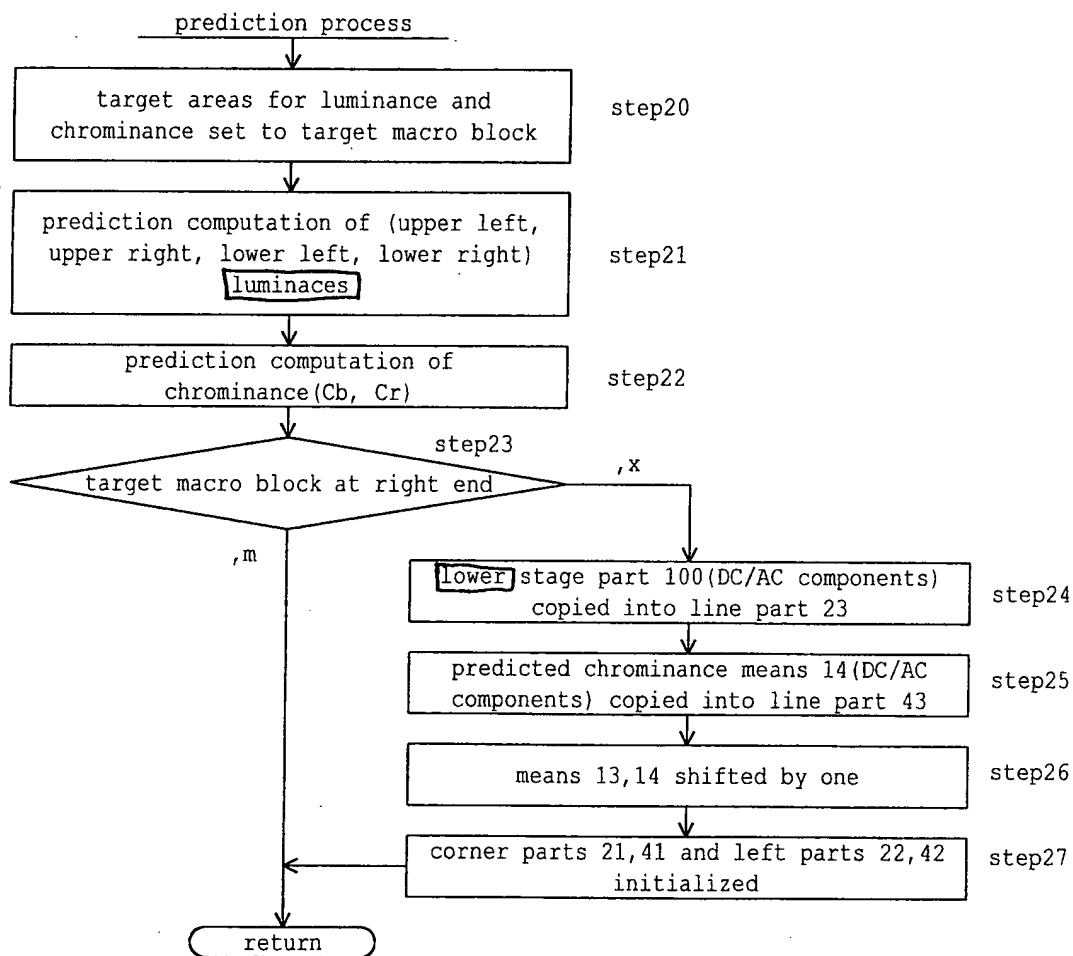 prediction process
target areas for luminance and
chrominance set to target macro block
step20
prediction computation of (upper left,
upper right, lower left, lower right)
luminaces
step21
prediction computation of
chrominance(Cb, Cr)
step22
step23
target macro block at right end
,x
,m
lower stage part 100(DC/AC components)
copied into line part 23
step24
predicted chrominance means 14(DC/AC
components) copied into line part 43
step25
means 13,14 shifted by one
step26
corner parts 21,41 and left parts 22,42
initialized
step27
return